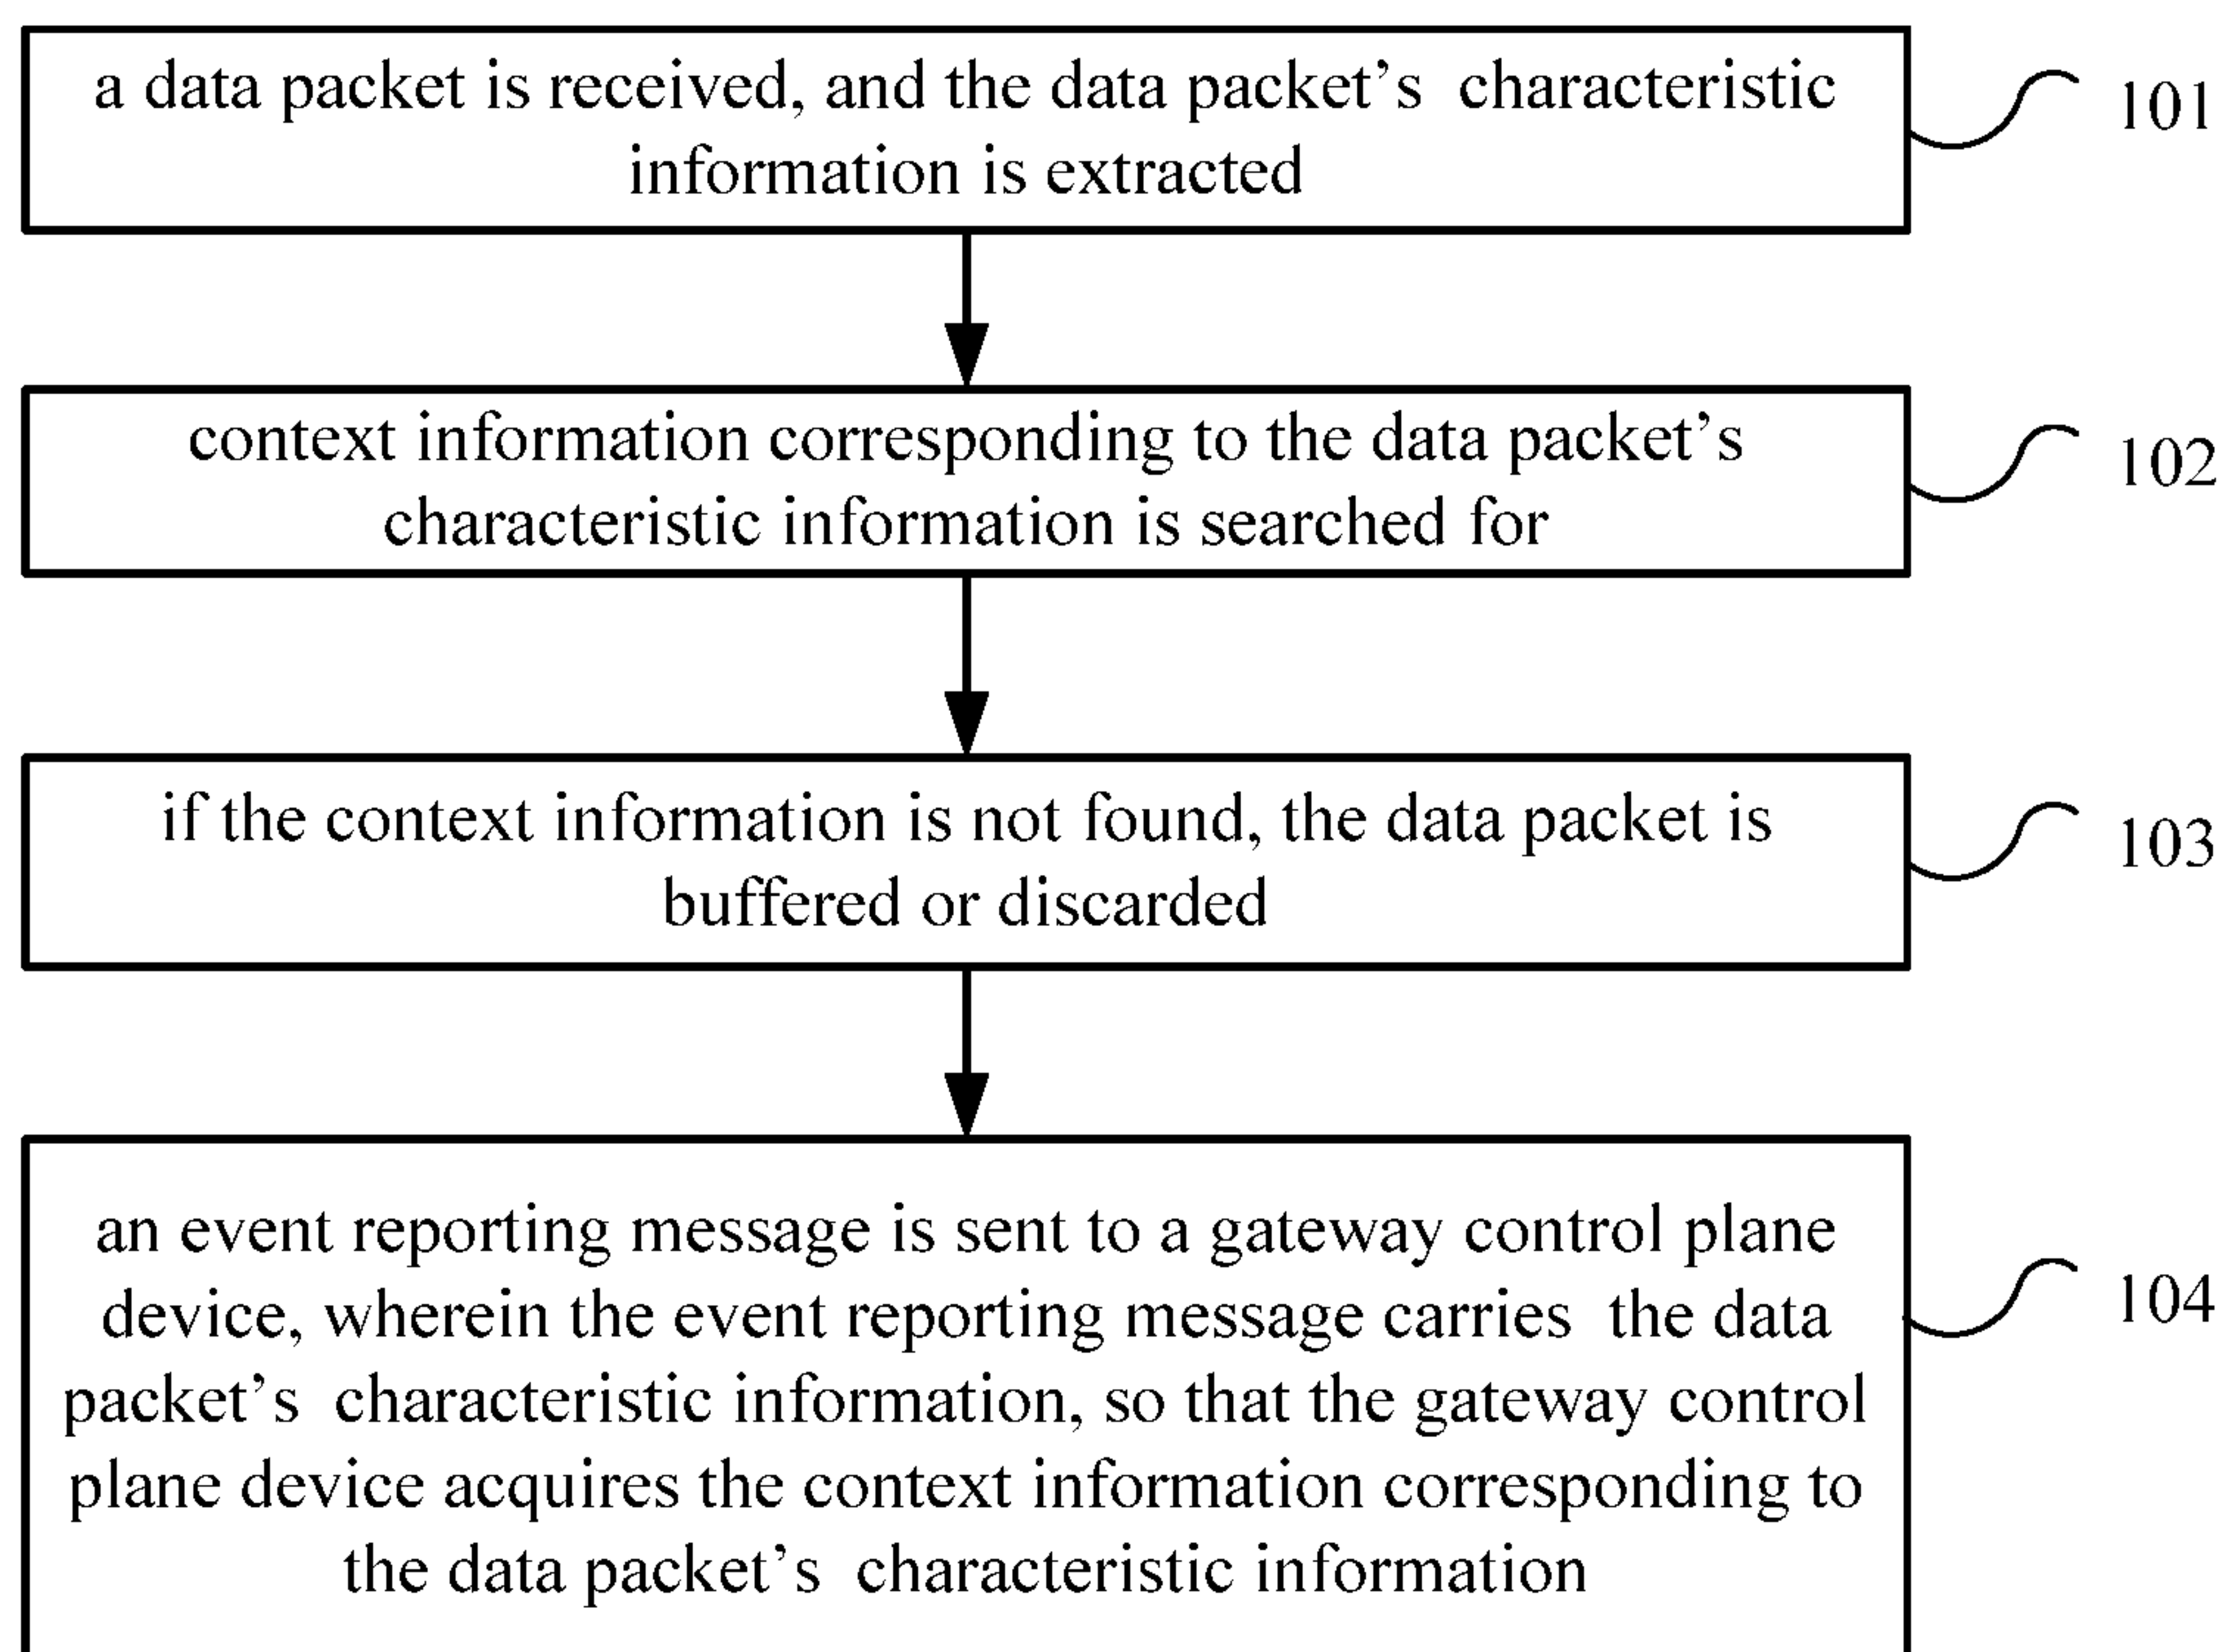 a data packet is received, and the data packet's characteristic
information is extracted
101
context information corresponding to the data packet's
characteristic information is searched for
102
if the context information is not found, the data packet is
buffered or discarded
103
an event reporting message is sent to a gateway control plane
device, wherein the event reporting message carries the data
packet's characteristic information, so that the gateway control
plane device acquires the context information corresponding to
the data packet's characteristic information
104